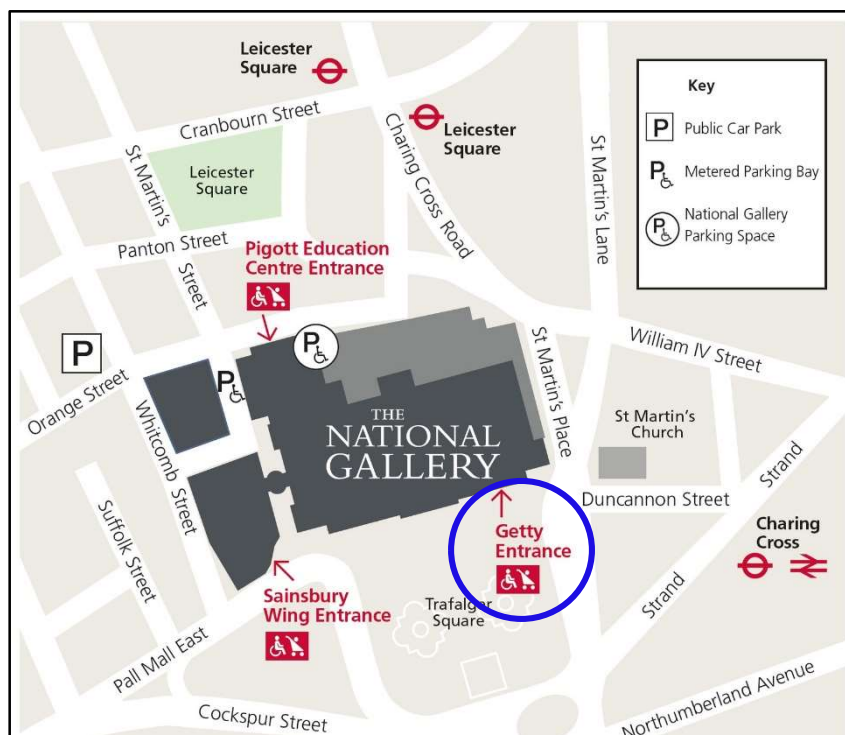 Leicester
Square
Leicester
Square
Cranbourn Street
Charing Cross Road
St Martin's
Street
Leicester
Square
Panton Street
St Martin's Lane
Key
P Public Car Park
P Metered Parking Bay
P National Gallery
Parking Space
Pigott Education
Centre Entrance
P
P
P
Orange Street
Whitcomb Street
THE
NATIONAL
GALLERY
St Martin's Place
William IV Street
St Martin's
Church
Duncannon Street
Strand
Charing
Cross
Strand
Getty
Entrance
Suffolk Street
Sainsbury
Wing Entrance
Trafalgar
Square
Pall Mall East
Cockspur Street
Northumberland Avenue